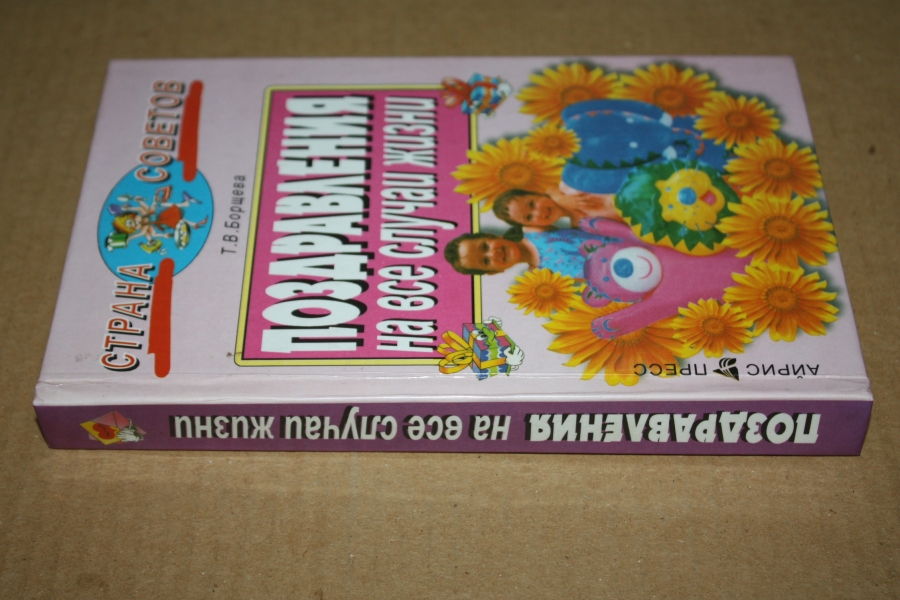 СТРАНА СОВЕТОВ
Т.В.Борщева
ПОЗДРАВЛЕНИЯ
на все случаи жизни
АЙРИС ПРЕСС
ПОЗДРАВЛЕНИЯ на все случаи жизни